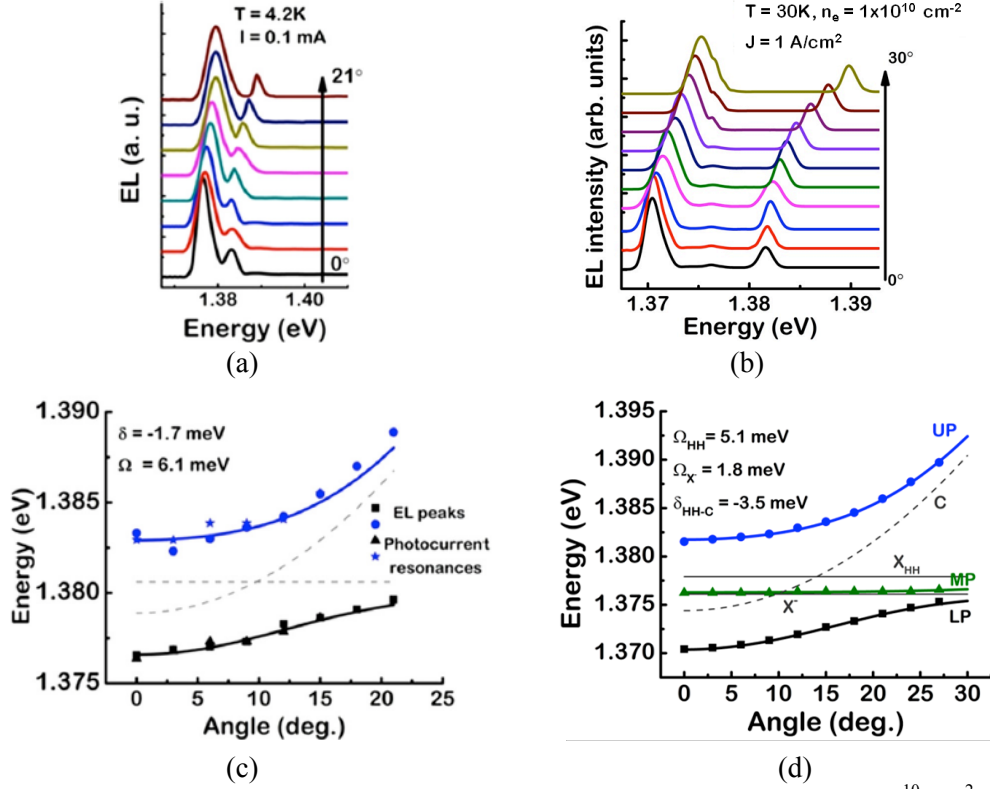 T = 4.2K
I = 0.1 mA
21°
0°
EL (a. u.)
1.38 1.40
Energy (eV)
(a)
T = 30K, nₑ = 1x10¹⁰ cm⁻²
J = 1 A/cm²
30°
0°
EL intensity (arb. units)
1.37 1.38 1.39
Energy (eV)
(b)
1.390
1.385
1.380
1.375
Energy (eV)
δ = -1.7 meV
Ω = 6.1 meV
EL peaks
Photocurrent
resonances
0 5 10 15 20 25
Angle (deg.)
(c)
1.395
1.390
1.385
1.380
1.375
1.370
Energy (eV)
Ω_HH = 5.1 meV
Ω_X⁻ = 1.8 meV
δ_HH-C = -3.5 meV
UP
C
X_HH
MP
X⁻
LP
0 5 10 15 20 25 30
Angle (deg.)
(d)